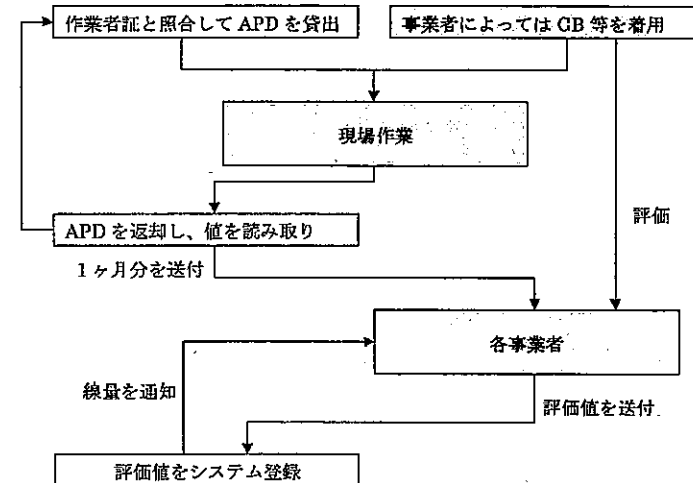 作業者証と照合して APD を貸出
事業者によっては GB 等を着用
現場作業
評価
APD を返却し、値を読み取り
1ヶ月分を送付
各事業者
線量を通知
評価値を送付
評価値をシステム登録